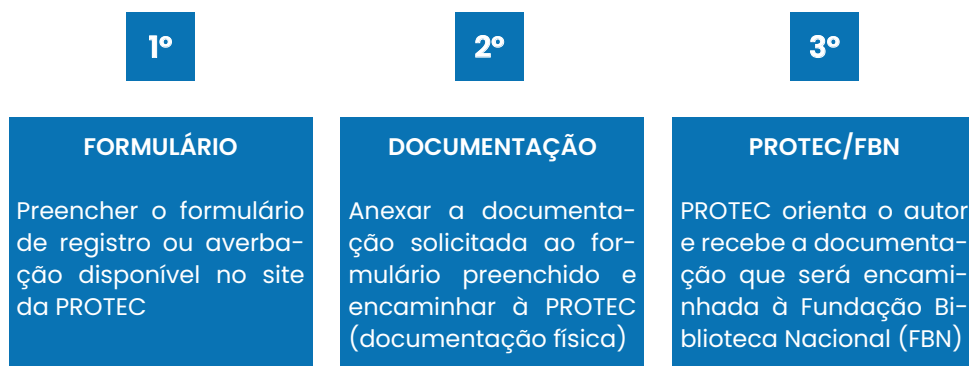 1º
FORMULÁRIO
Preencher o formulário
de registro ou averba-
ção disponível no site
da PROTEC
2º
DOCUMENTAÇÃO
Anexar a documenta-
ção solicitada ao for-
mulário preenchido e
encaminhar à PROTEC
(documentação física)
3º
PROTEC/FBN
PROTEC orienta o autor
e recebe a documenta-
ção que será encami-
nhada à Fundação Bi-
blioteca Nacional (FBN)